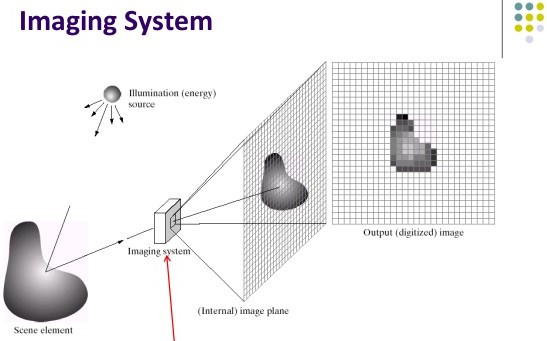 Imaging System
Illumination (energy)
source
Imaging system
Output (digitized) image
(Internal) image plane
Scene element